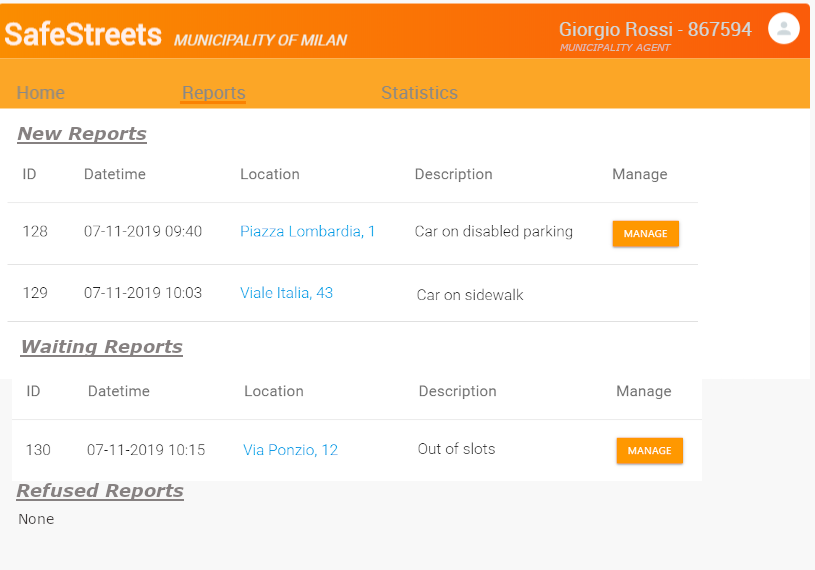 SafeStreets MUNICIPALITY OF MILAN Giorgio Rossi - 867594
MUNICIPALITY AGENT
Home Reports Statistics
New Reports
ID Datetime Location Description Manage
128 07-11-2019 09:40 Piazza Lombardia, 1 Car on disabled parking MANAGE
129 07-11-2019 10:03 Viale Italia, 43 Car on sidewalk
Waiting Reports
ID Datetime Location Description Manage
130 07-11-2019 10:15 Via Ponzio, 12 Out of slots MANAGE
Refused Reports
None